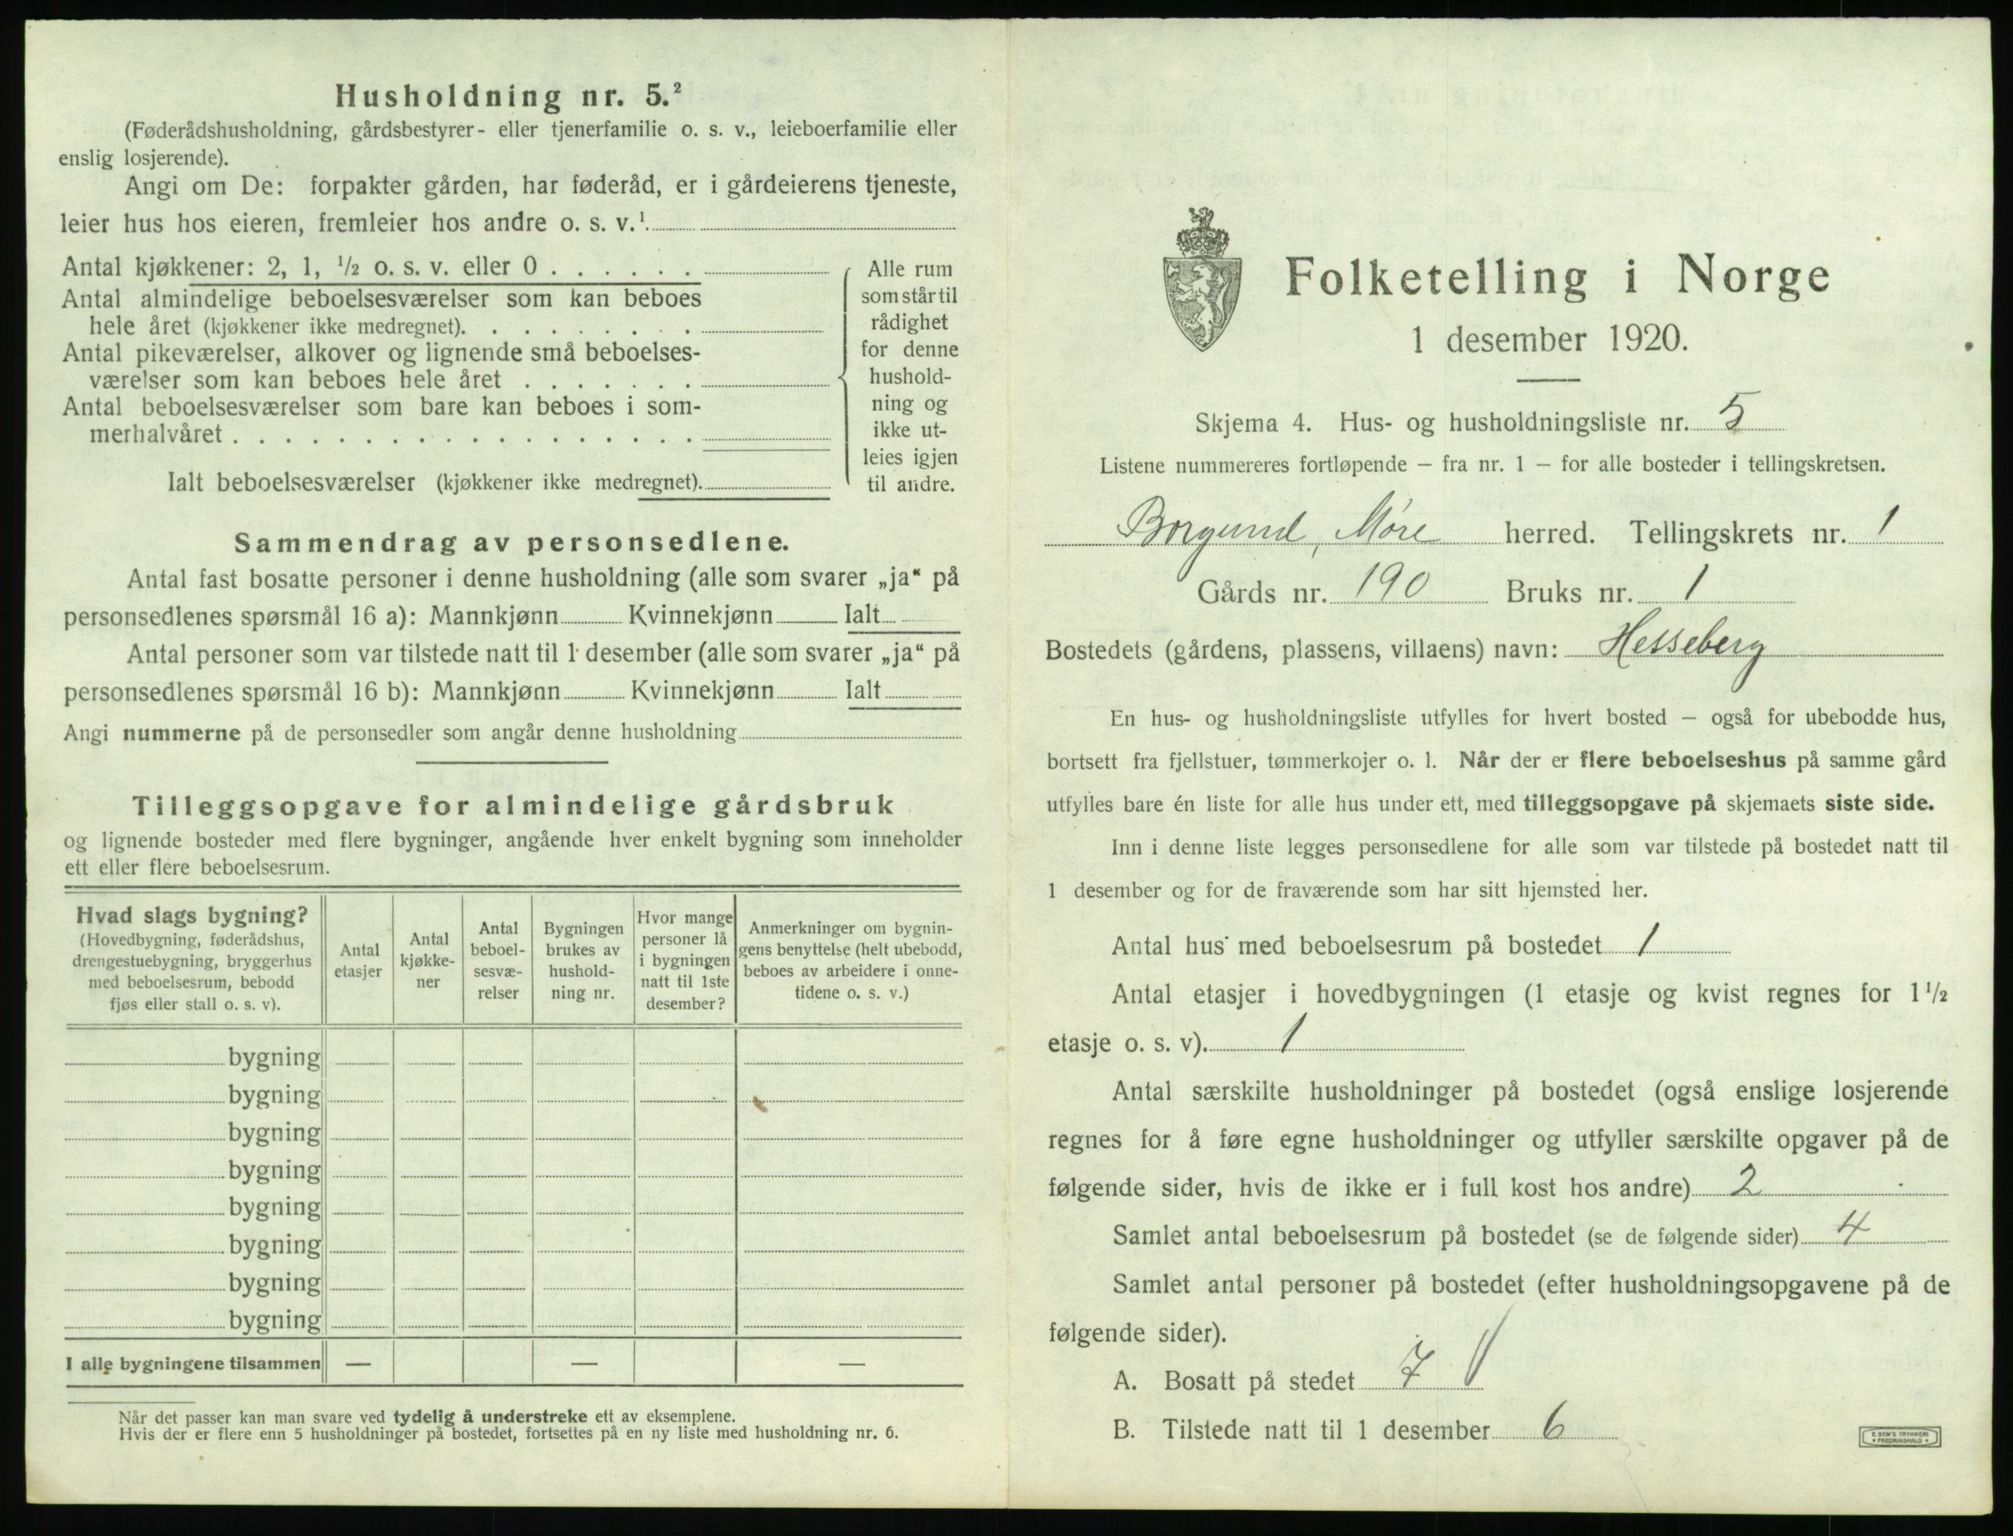 Husholdning nr. 5.²
(Føderådshusholdning, gårdsbestyrer- eller tjenerfamilie o. s. v., leieboerfamilie eller
enslig losjerende).
Angi om De: forpakter gården, har føderåd, er i gårdeierens tjeneste,
leier hus hos eieren, fremleier hos andre o. s. v.¹
Antal kjøkkener: 2, 1, ½ o. s. v. eller 0 . . . . . .
Antal almindelige beboelsesværelser som kan beboes
hele året (kjøkkener ikke medregnet). . . . . . . . .
Antal pikeværelser, alkover og lignende små beboelses-
værelser som kan beboes hele året . . . . . . .
Antal beboelsesværelser som bare kan beboes i som-
merhalvåret . . . . . . . . . . . . . . . . . .
Ialt beboelsesværelser (kjøkkener ikke medregnet).
Alle rum
som står til
rådighet
for denne
hushold-
ning og
ikke ut-
leies igjen
til andre.
Sammendrag av personsedlene.
Antal fast bosatte personer i denne husholdning (alle som svarer „ja“ på
personsedlenes spørsmål 16 a): Mannkjønn Kvinnekjønn Ialt
Antal personer som var tilstede natt til 1 desember (alle som svarer „ja“ på
personsedlenes spørsmål 16 b): Mannkjønn Kvinnekjønn Ialt
Angi nummerne på de personsedler som angår denne husholdning
Tilleggsopgave for almindelige gårdsbruk
og lignende bosteder med flere bygninger, angående hver enkelt bygning som inneholder
ett eller flere beboelsesrum.
Hvad slags bygning?
(Hovedbygning, føderådshus,
drengestuebygning, bryggerhus
med beboelsesrum, bebodd
fjøs eller stall o. s. v).
Antal
etasjer
Antal
kjøkke-
ner
Antal
beboel-
sesvæ-
relser
Bygningen
brukes av
hushold-
ning nr.
Hvor mange
personer lå
i bygningen
natt til 1ste
desember?
Anmerkninger om bygnin-
gens benyttelse (helt ubebodd,
beboes av arbeidere i onne-
tidene o. s. v.)
bygning
bygning
bygning
bygning
bygning
bygning
bygning
bygning
I alle bygningene tilsammen — — —
Når det passer kan man svare ved tydelig å understreke ett av eksemplene.
Hvis der er flere enn 5 husholdninger på bostedet, fortsettes på en ny liste med husholdning nr. 6.
Folketelling i Norge
1 desember 1920.
Skjema 4. Hus- og husholdningsliste nr. 5
Listene nummereres fortløpende – fra nr. 1 – for alle bosteder i tellingskretsen.
Borgund, Møre herred. Tellingskrets nr. 1
Gårds nr. 190 Bruks nr. 1
Bostedets (gårdens, plassens, villaens) navn: Hesseberg
En hus- og husholdningsliste utfylles for hvert bosted – også for ubebodde hus,
bortsett fra fjellstuer, tømmerkojer o. l. Når der er flere beboelseshus på samme gård
utfylles bare én liste for alle hus under ett, med tilleggsopgave på skjemaets siste side.
Inn i denne liste legges personsedlene for alle som var tilstede på bostedet natt til
1 desember og for de fraværende som har sitt hjemsted her.
Antal hus med beboelsesrum på bostedet 1
Antal etasjer i hovedbygningen (1 etasje og kvist regnes for 1½
etasje o. s. v). 1
Antal særskilte husholdninger på bostedet (også enslige losjerende
regnes for å føre egne husholdninger og utfyller særskilte opgaver på de
følgende sider, hvis de ikke er i full kost hos andre) 2
Samlet antal beboelsesrum på bostedet (se de følgende sider) 4
Samlet antal personer på bostedet (efter husholdningsopgavene på de
følgende sider).
A. Bosatt på stedet 7
B. Tilstede natt til 1 desember 6
E. SEM'S TRYKKERI
FREDRIKSHALD